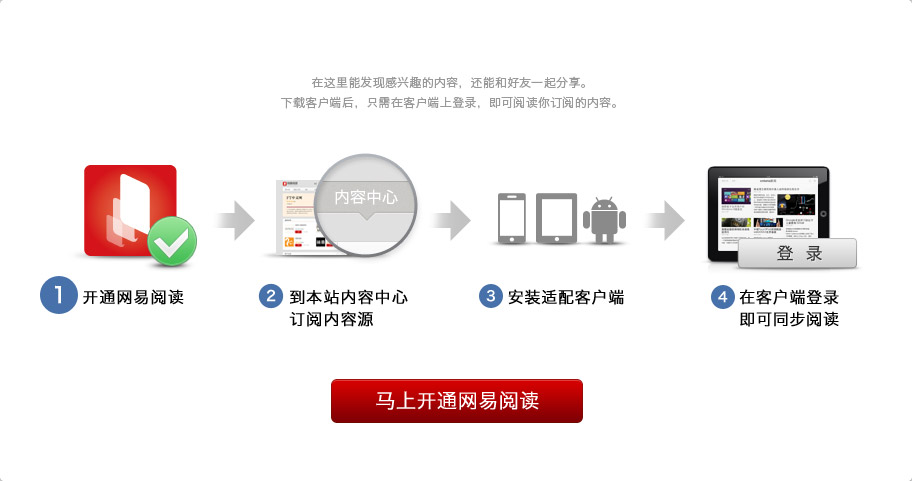 在这里能发现感兴趣的内容，还能和好友一起分享。
下载客户端后，只需在客户端上登录，即可阅读你订阅的内容。
内容中心
登 录
1 开通网易阅读
2 到本站内容中心
订阅内容源
3 安装适配客户端
4 在客户端登录
即可同步阅读
马上开通网易阅读